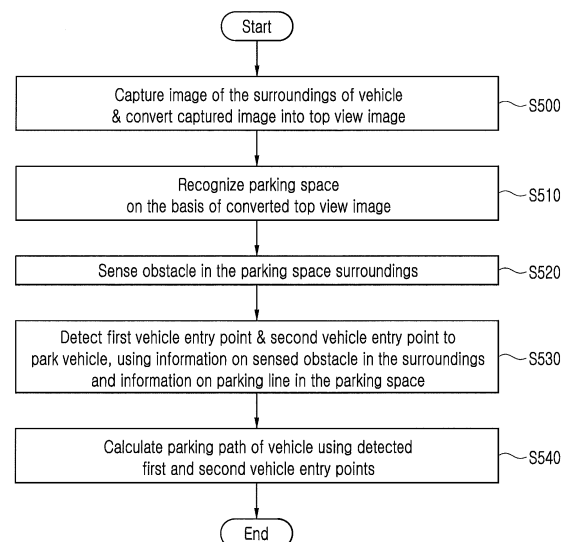 Start
Capture image of the surroundings of vehicle
& convert captured image into top view image
S500
Recognize parking space
on the basis of converted top view image
S510
Sense obstacle in the parking space surroundings
S520
Detect first vehicle entry point & second vehicle entry point to
park vehicle, using information on sensed obstacle in the surroundings
and information on parking line in the parking space
S530
Calculate parking path of vehicle using detected
first and second vehicle entry points
S540
End